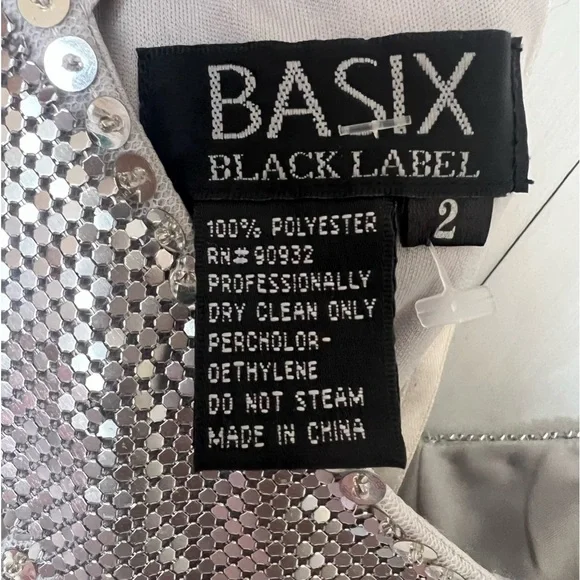 BASIX
BLACK LABEL
2
100% POLYESTER
RN#90932
PROFESSIONALLY
DRY CLEAN ONLY
PERCHOLOR-
OETHYLENE
DO NOT STEAM
MADE IN CHINA